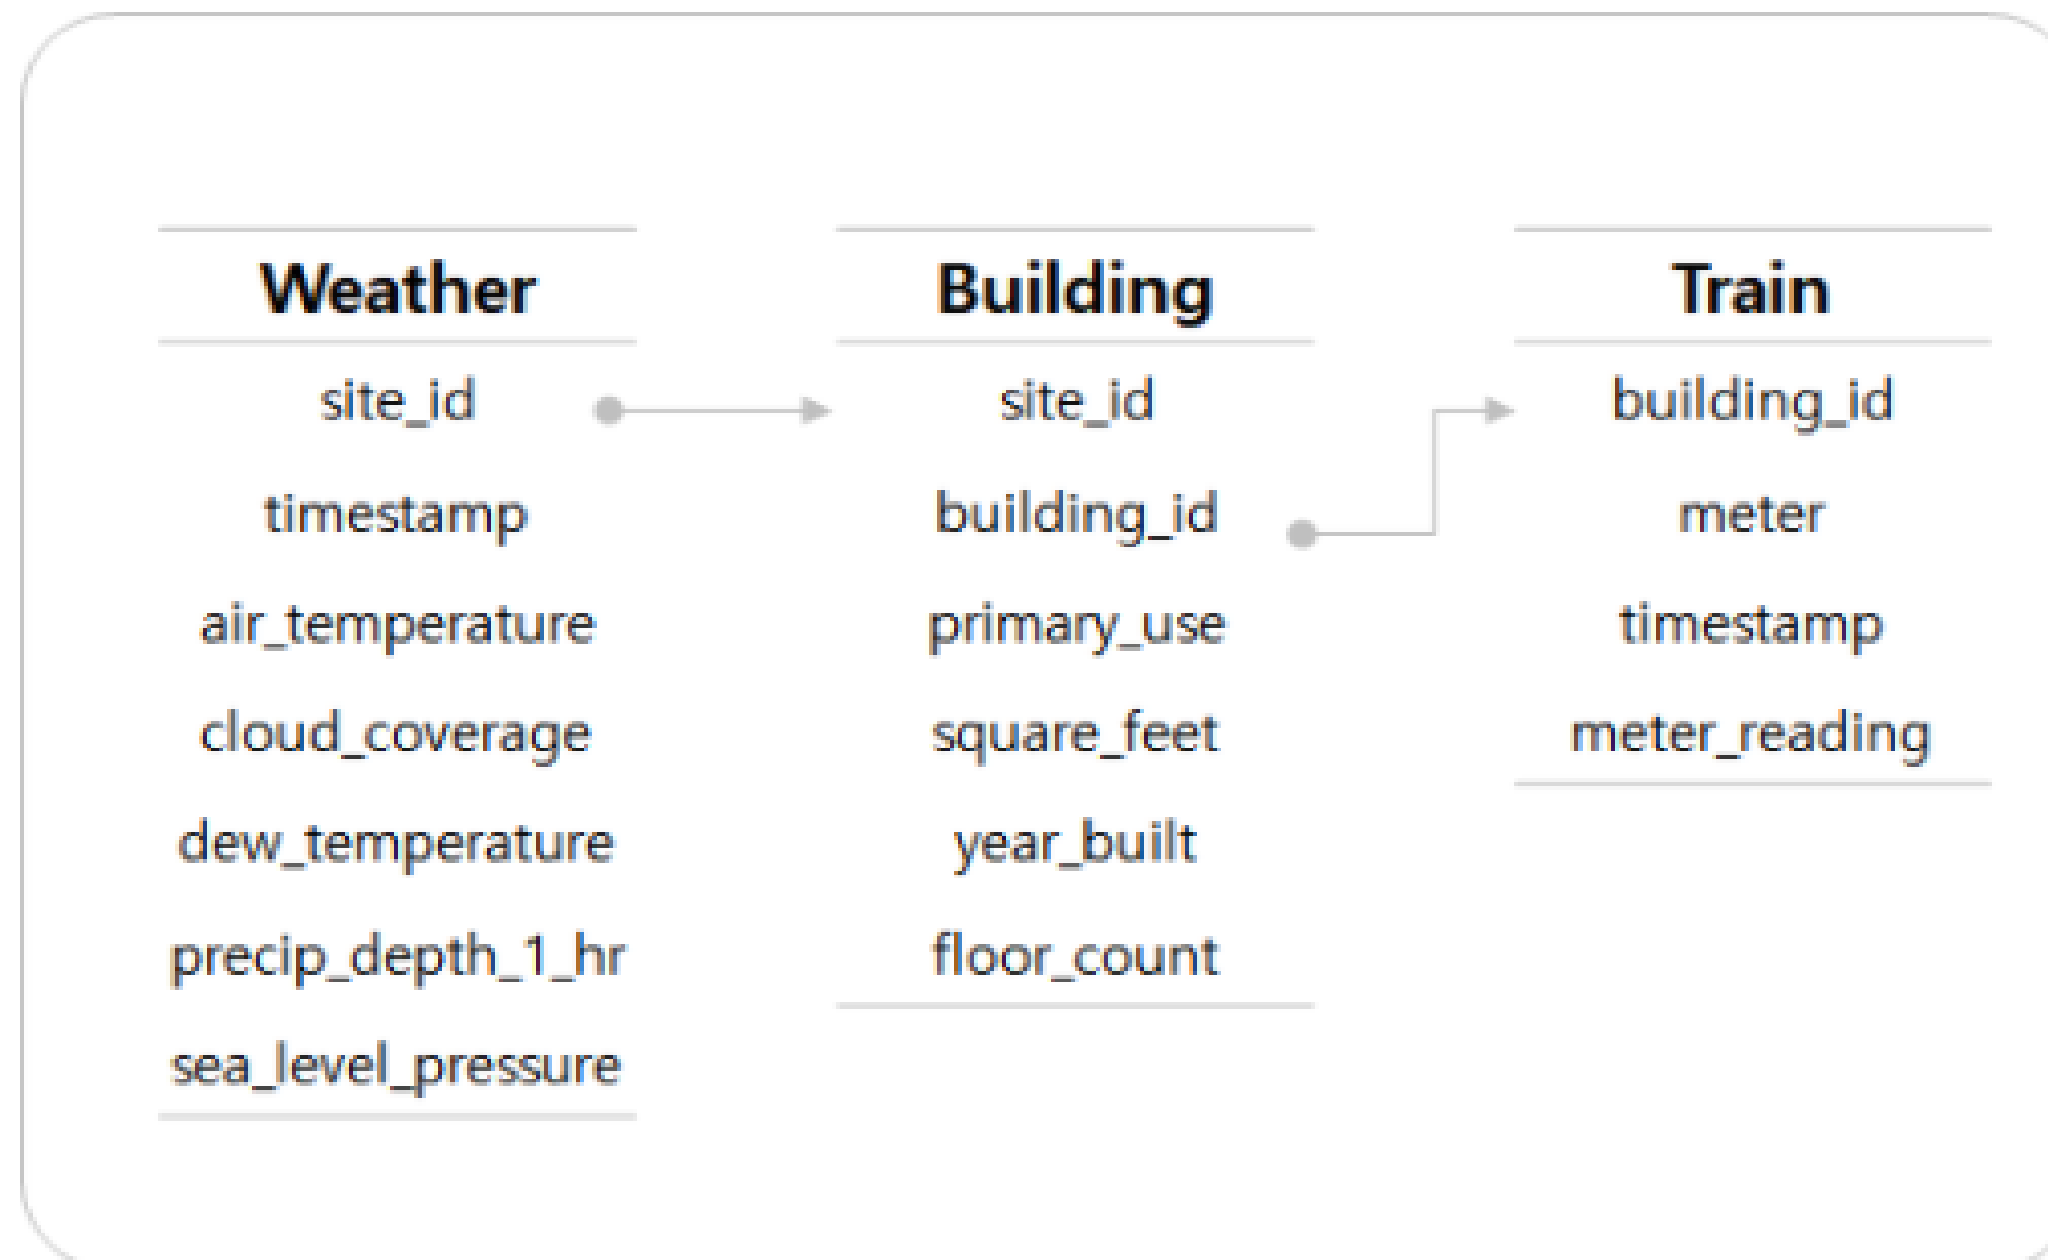 Weather
site_id
timestamp
air_temperature
cloud_coverage
dew_temperature
precip_depth_1_hr
sea_level_pressure
Building
site_id
building_id
primary_use
square_feet
year_built
floor_count
Train
building_id
meter
timestamp
meter_reading